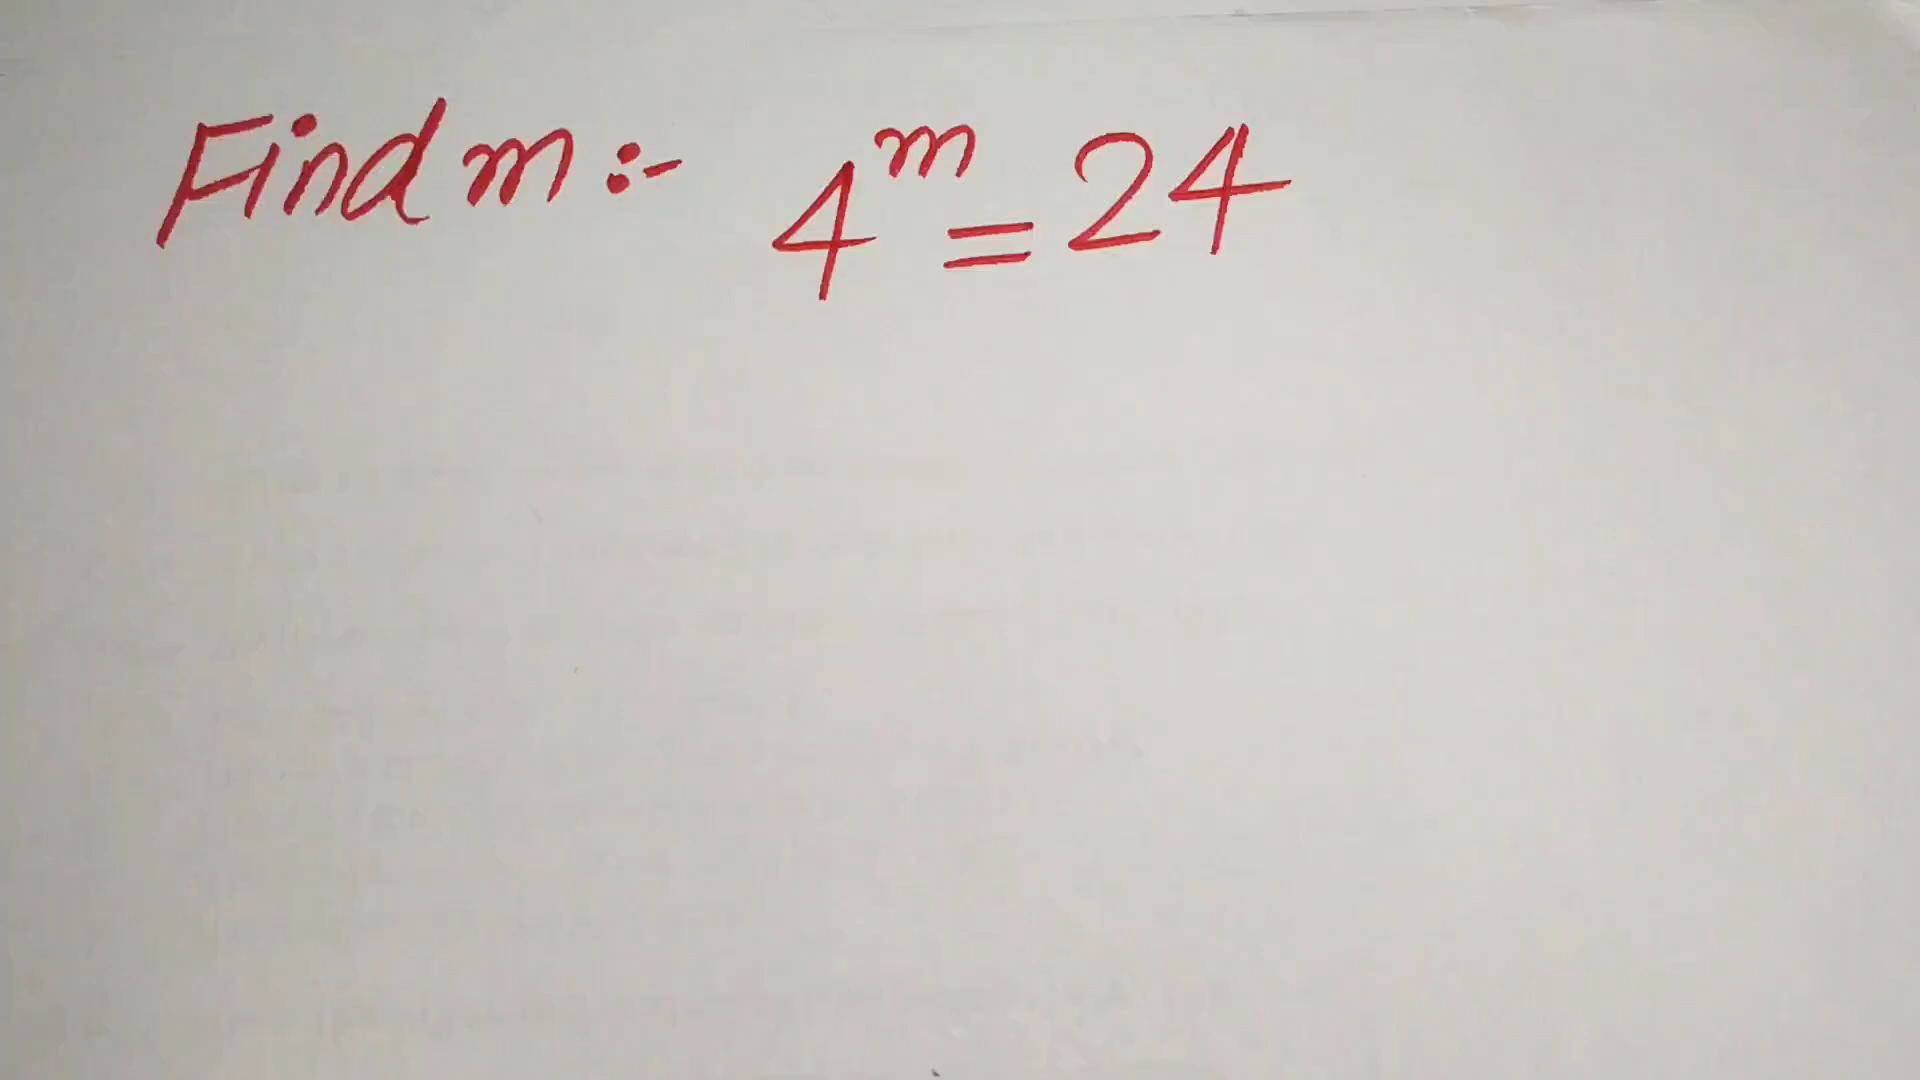 Find m :- 4^m = 24